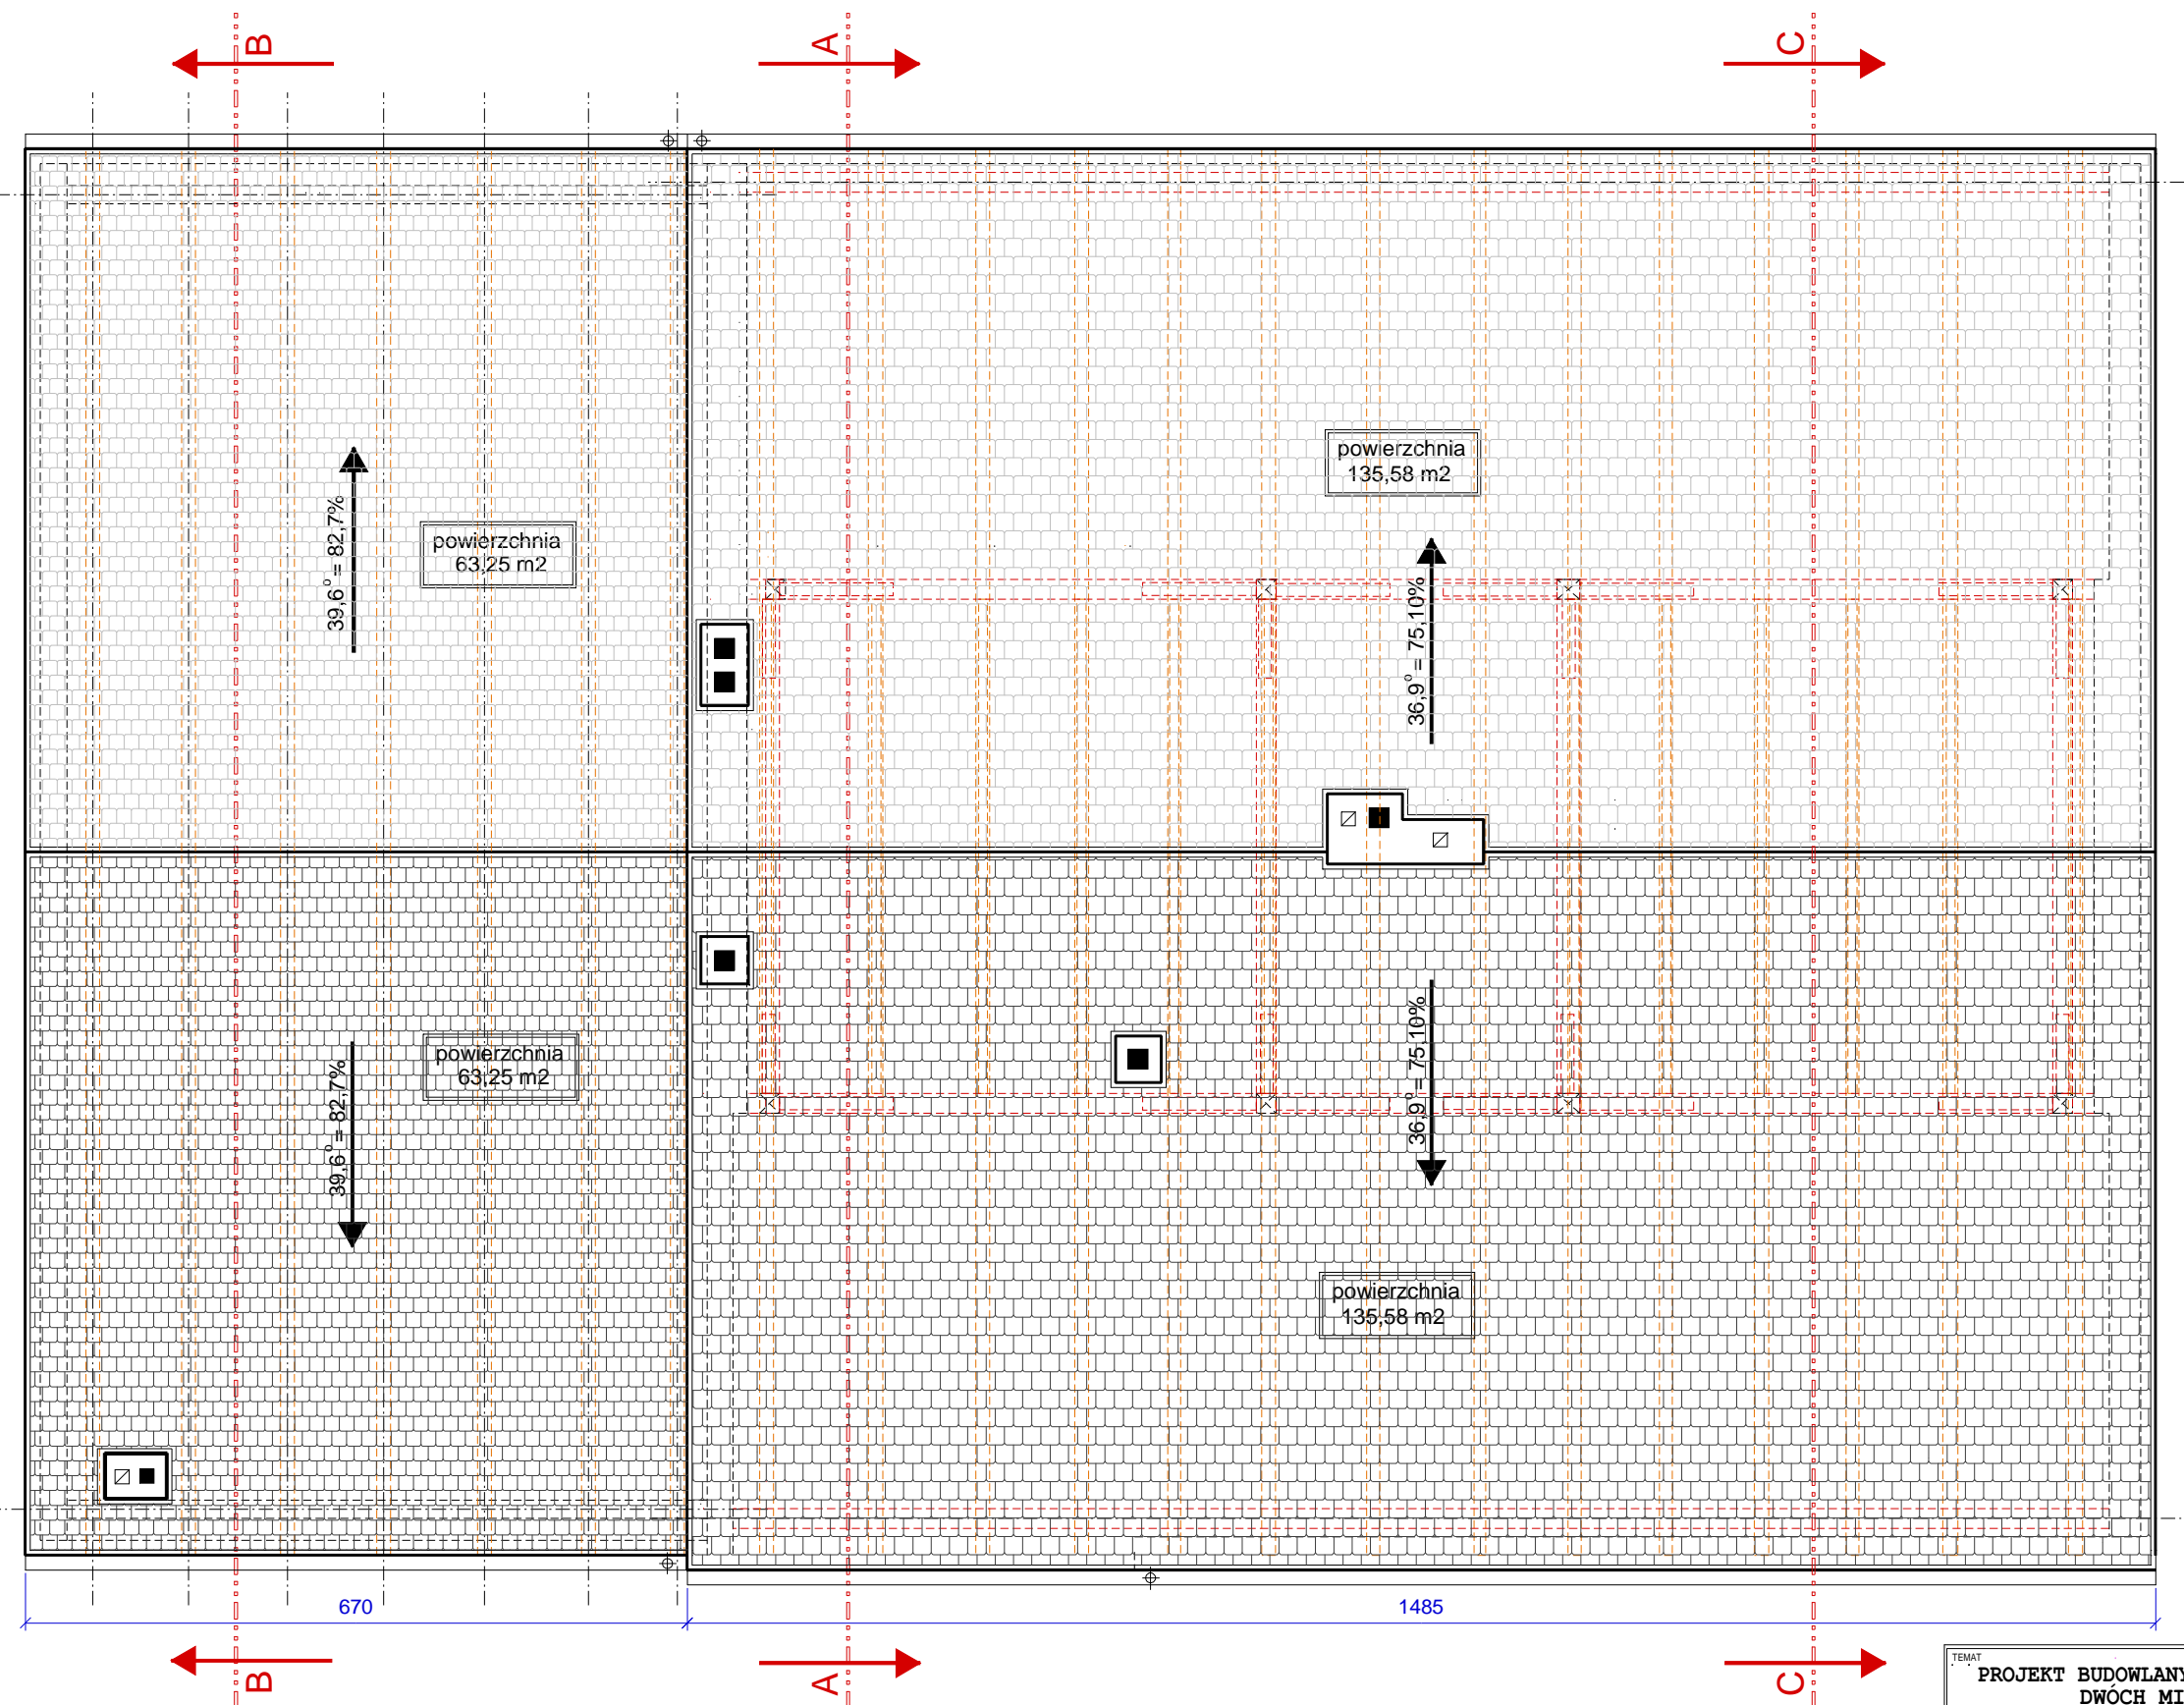 B
A
C
powierzchnia
135,58 m2
39,6° = 82,7%
powierzchnia
63,25 m2
36,9° = 75,10%
39,6° = 82,7%
powierzchnia
63,25 m2
36,9° = 75,10%
powierzchnia
135,58 m2
670
1485
B
A
C
TEMAT
PROJEKT BUDOWLANY
DWÓCH